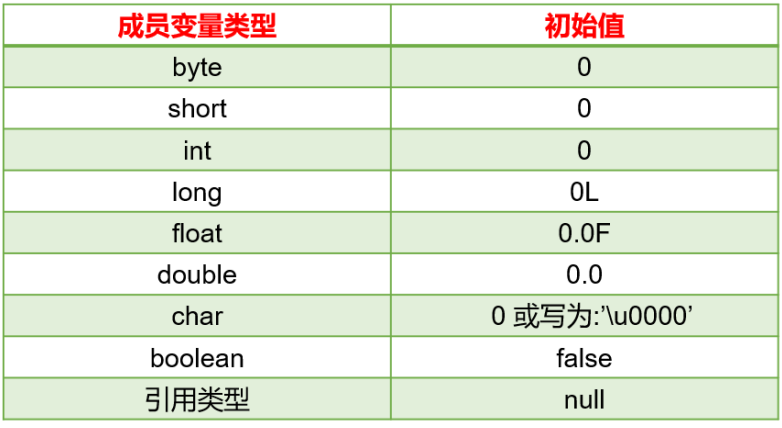 成员变量类型 初始值
byte 0
short 0
int 0
long 0L
float 0.0F
double 0.0
char 0 或写为:’\u0000’
boolean false
引用类型 null